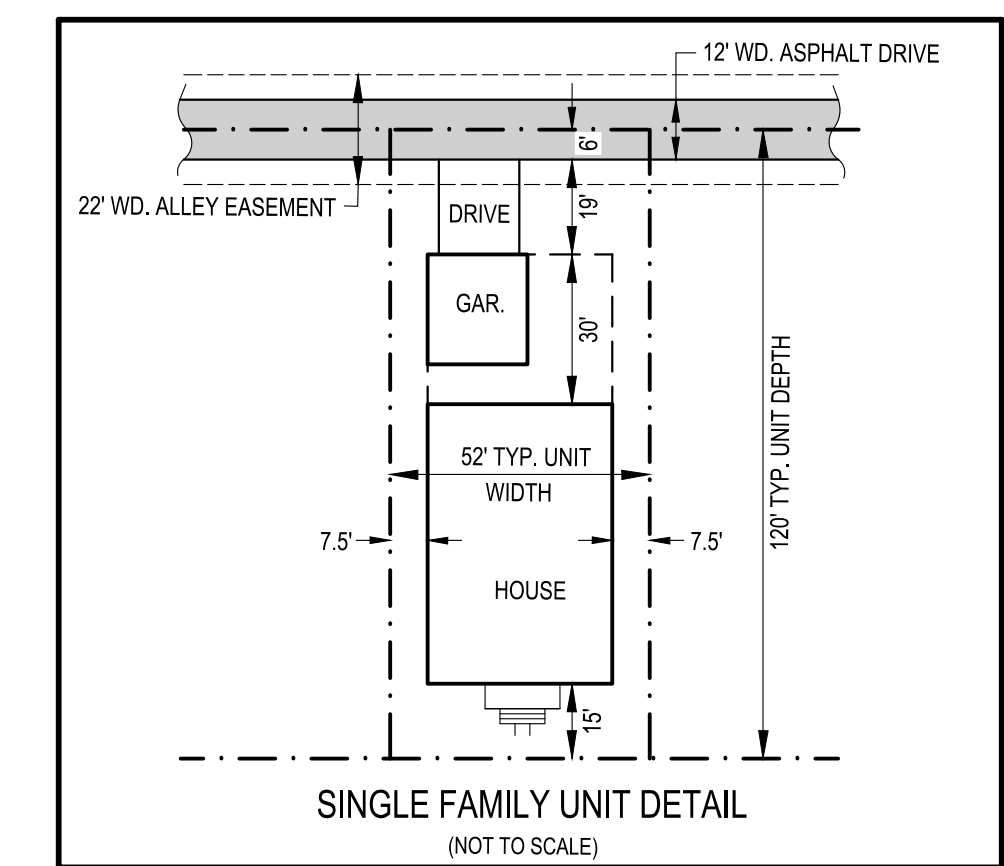 12' WD. ASPHALT DRIVE
6'
22' WD. ALLEY EASEMENT
DRIVE
19'
GAR.
30'
120' TYP. UNIT DEPTH
52' TYP. UNIT
WIDTH
7.5'
7.5'
HOUSE
15'
SINGLE FAMILY UNIT DETAIL
(NOT TO SCALE)